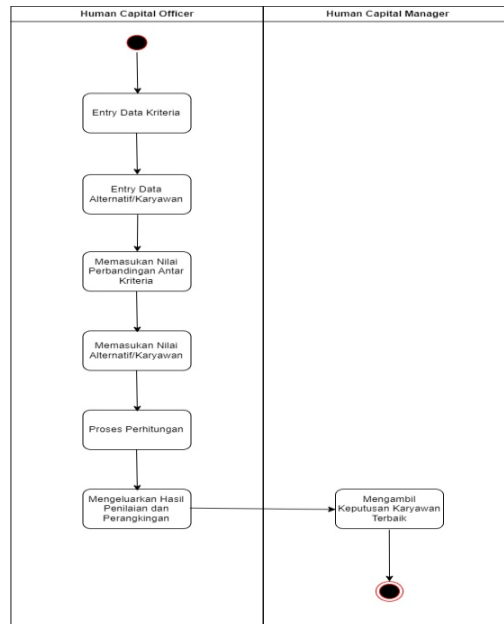 Human Capital Officer
Human Capital Manager
Entry Data Kriteria
Entry Data
Alternatif/Karyawan
Memasukan Nilai
Perbandingan Antar
Kriteria
Memasukan Nilai
Alternatif/Karyawan
Proses Perhitungan
Mengeluarkan Hasil
Penilaian dan
Perangkingan
Mengambil
Keputusan Karyawan
Terbaik